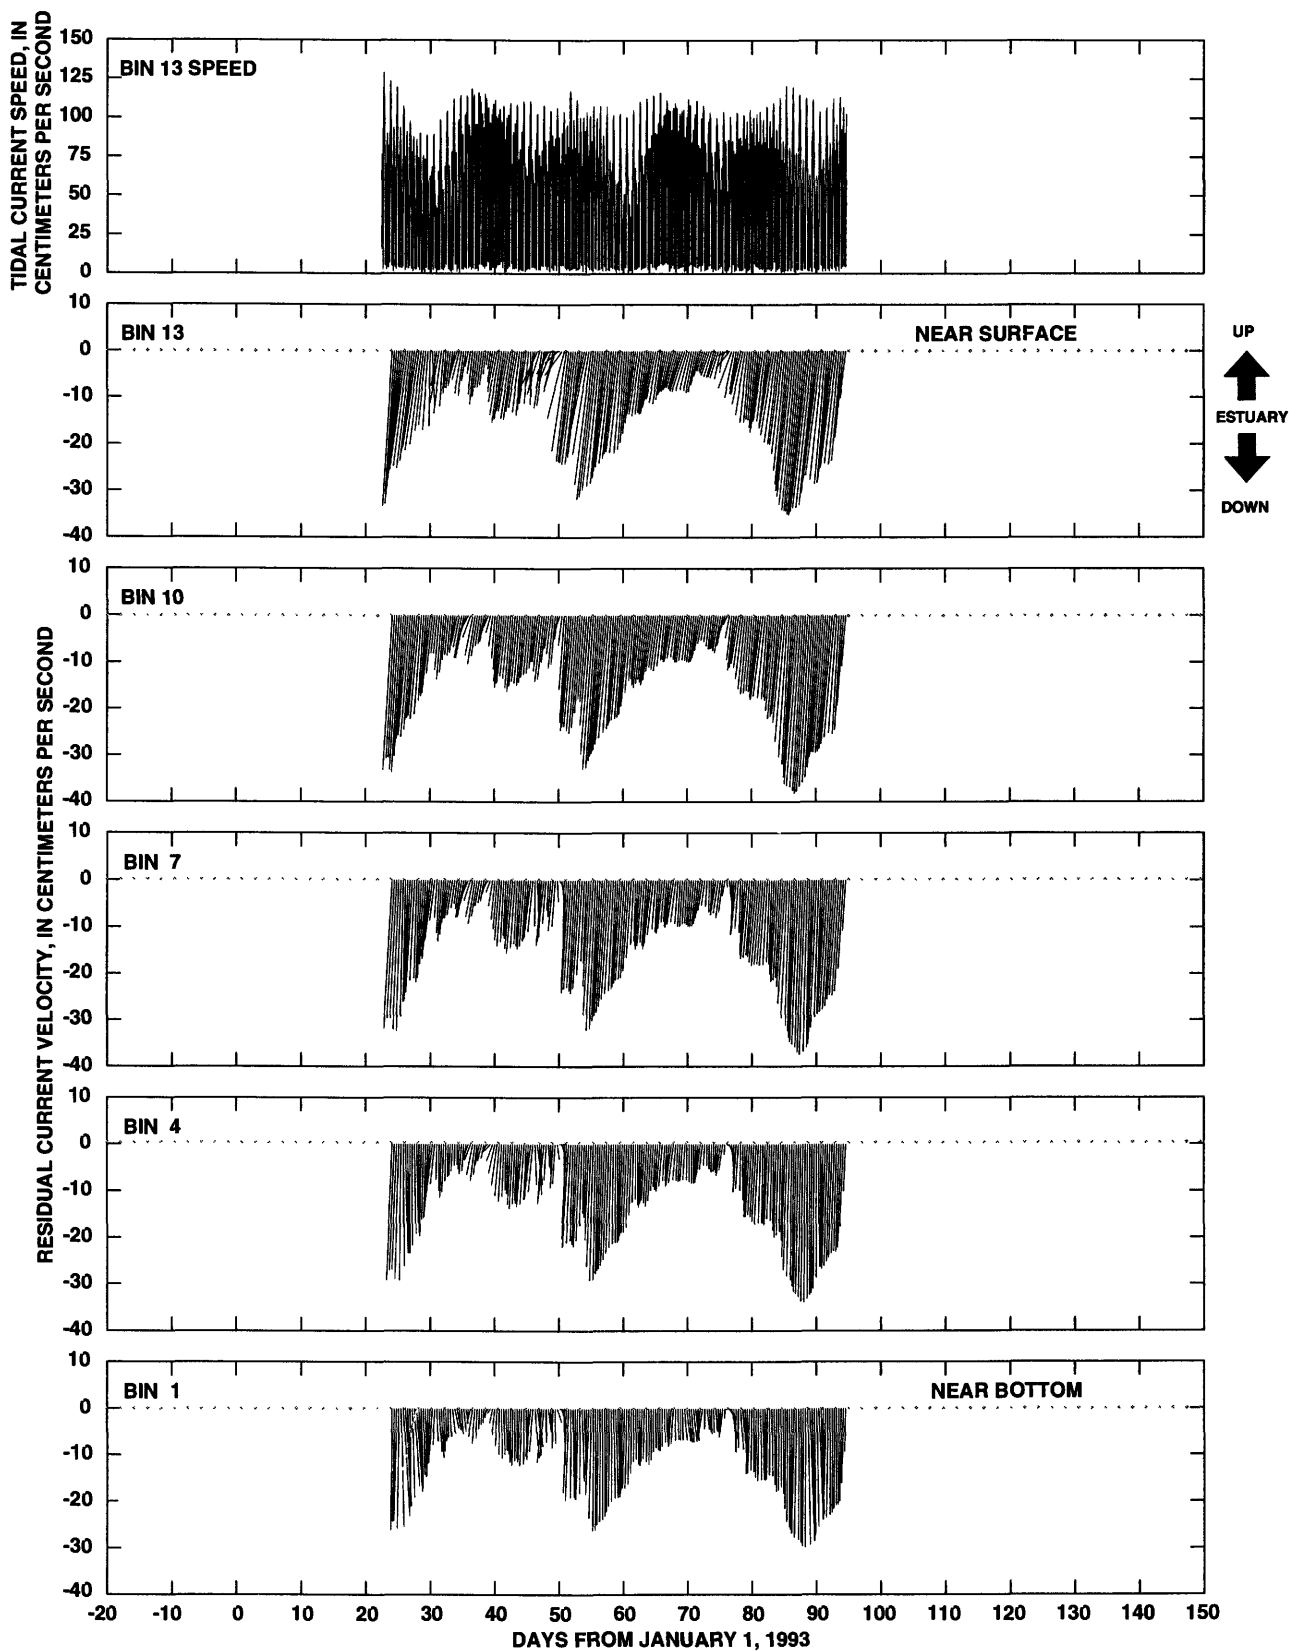 TIDAL CURRENT SPEED, IN
CENTIMETERS PER SECOND
150
125
100
75
50
25
0
BIN 13 SPEED
RESIDUAL CURRENT VELOCITY, IN CENTIMETERS PER SECOND
10
0
-10
-20
-30
-40
BIN 13
NEAR SURFACE
UP
ESTUARY
DOWN
10
0
-10
-20
-30
-40
BIN 10
10
0
-10
-20
-30
-40
BIN 7
10
0
-10
-20
-30
-40
BIN 4
10
0
-10
-20
-30
-40
BIN 1
NEAR BOTTOM
-20 -10 0 10 20 30 40 50 60 70 80 90 100 110 120 130 140 150
DAYS FROM JANUARY 1, 1993